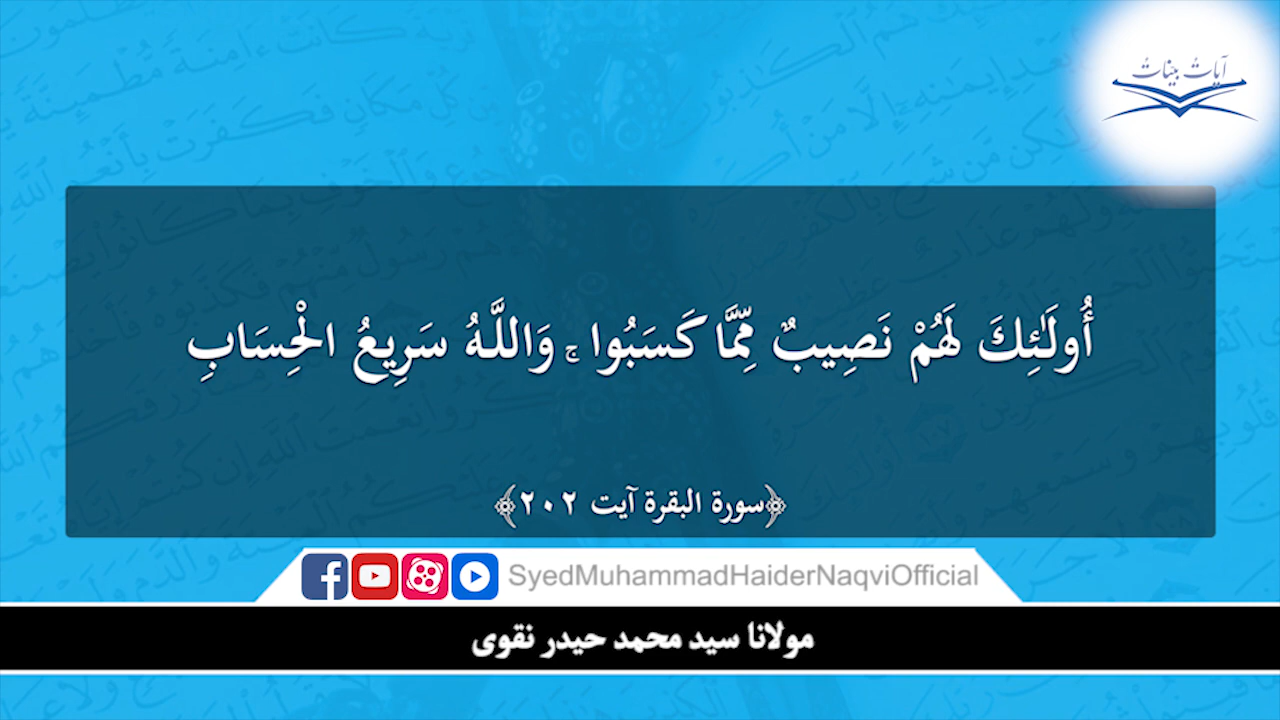 آیاتٌ بیناتٌ
أُولَٰئِكَ لَهُمْ نَصِيبٌ مِّمَّا كَسَبُوا ۚ وَاللَّهُ سَرِيعُ الْحِسَابِ
﴿سورة البقرة آیت ۲۰۲﴾
SyedMuhammadHaiderNaqviOfficial
مولانا سید محمد حیدر نقوی